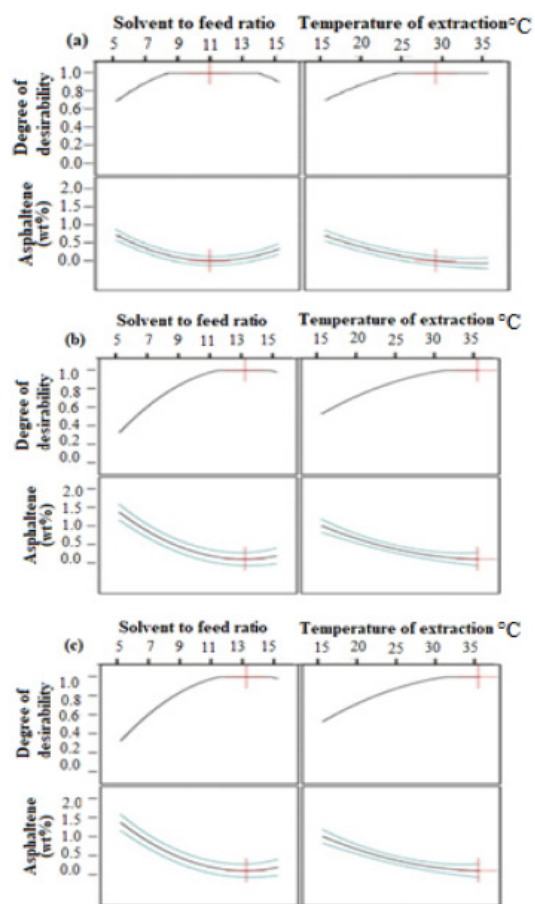 Solvent to feed ratio Temperature of extraction°C
(a) 5 7 9 11 13 15 15 20 25 30 35
Degree of desirability
1.0
0.8
0.6
0.4
0.2
0.0
Asphaltene (wt%)
2.0
1.5
1.0
0.5
0.0
Solvent to feed ratio Temperature of extraction °C
(b) 5 7 9 11 13 15 15 20 25 30 35
Degree of desirability
1.0
0.8
0.6
0.4
0.2
0.0
Asphaltene (wt%)
2.0
1.5
1.0
0.5
0.0
Solvent to feed ratio Temperature of extraction °C
(c) 5 7 9 11 13 15 15 20 25 30 35
Degree of desirability
1.0
0.8
0.6
0.4
0.2
0.0
Asphaltene (wt%)
2.0
1.5
1.0
0.5
0.0